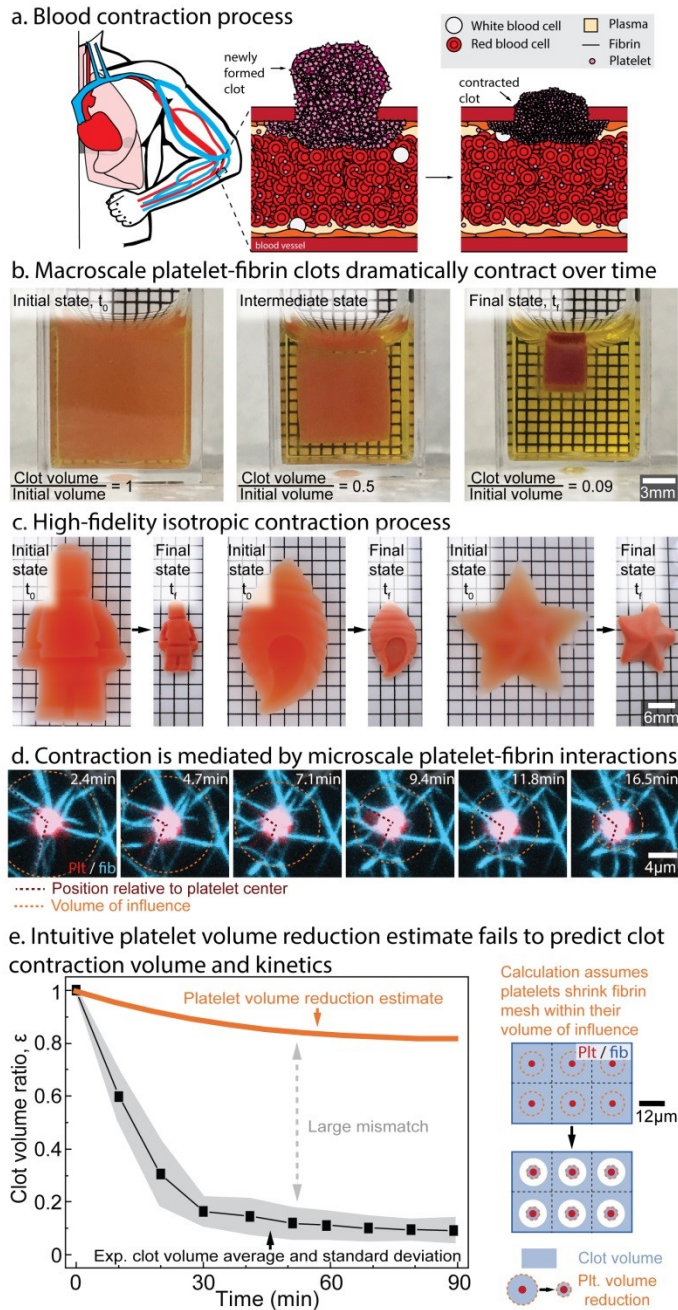 a. Blood contraction process
newly
formed
clot
contracted
clot
White blood cell
Red blood cell
Plasma
Fibrin
Platelet
blood vessel
b. Macroscale platelet-fibrin clots dramatically contract over time
Initial state, t0
Intermediate state
Final state, tf
Clot volume
Initial volume = 1
Clot volume
Initial volume = 0.5
Clot volume
Initial volume = 0.09
3mm
c. High-fidelity isotropic contraction process
Initial
state
t0
Final
state
tf
Initial
state
t0
Final
state
tf
Initial
state
t0
Final
state
tf
6mm
d. Contraction is mediated by microscale platelet-fibrin interactions
2.4min
4.7min
7.1min
9.4min
11.8min
16.5min
Plt / fib
4μm
Position relative to platelet center
Volume of influence
e. Intuitive platelet volume reduction estimate fails to predict clot
contraction volume and kinetics
Clot volume ratio, ε
1
0.8
0.6
0.4
0.2
0
Platelet volume reduction estimate
Large mismatch
Exp. clot volume average and standard deviation
0
30
60
90
Time (min)
Calculation assumes
platelets shrink fibrin
mesh within their
volume of influence
Plt / fib
12μm
Clot volume
Plt. volume
reduction